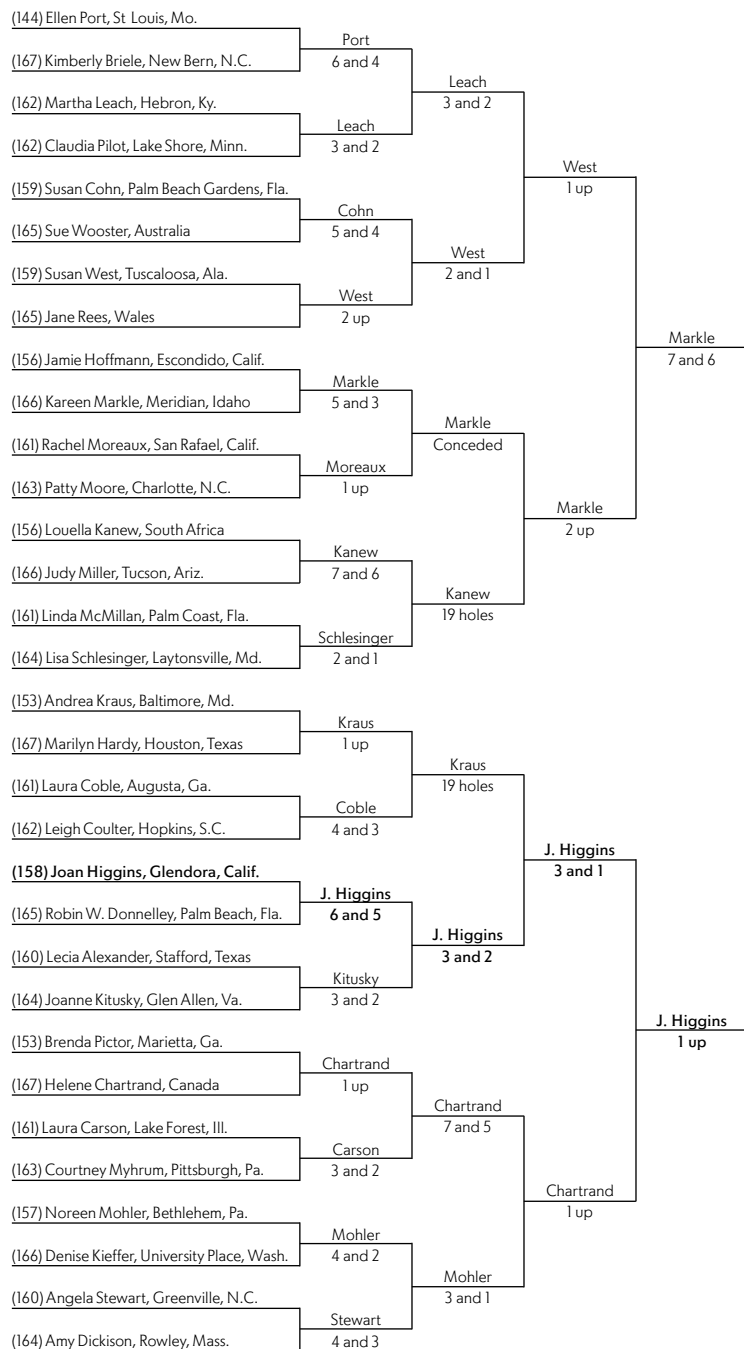 (144) Ellen Port, St Louis, Mo.
(167) Kimberly Briele, New Bern, N.C.
(162) Martha Leach, Hebron, Ky.
(162) Claudia Pilot, Lake Shore, Minn.
(159) Susan Cohn, Palm Beach Gardens, Fla.
(165) Sue Wooster, Australia
(159) Susan West, Tuscaloosa, Ala.
(165) Jane Rees, Wales
(156) Jamie Hoffmann, Escondido, Calif.
(166) Kareen Markle, Meridian, Idaho
(161) Rachel Moreaux, San Rafael, Calif.
(163) Patty Moore, Charlotte, N.C.
(156) Louella Kanew, South Africa
(166) Judy Miller, Tucson, Ariz.
(161) Linda McMillan, Palm Coast, Fla.
(164) Lisa Schlesinger, Laytonsville, Md.
(153) Andrea Kraus, Baltimore, Md.
(167) Marilyn Hardy, Houston, Texas
(161) Laura Coble, Augusta, Ga.
(162) Leigh Coulter, Hopkins, S.C.
(158) Joan Higgins, Glendora, Calif.
(165) Robin W. Donnelley, Palm Beach, Fla.
(160) Lecia Alexander, Stafford, Texas
(164) Joanne Kitusky, Glen Allen, Va.
(153) Brenda Pictor, Marietta, Ga.
(167) Helene Chartrand, Canada
(161) Laura Carson, Lake Forest, Ill.
(163) Courtney Myhrum, Pittsburgh, Pa.
(157) Noreen Mohler, Bethlehem, Pa.
(166) Denise Kieffer, University Place, Wash.
(160) Angela Stewart, Greenville, N.C.
(164) Amy Dickison, Rowley, Mass.
Port
6 and 4
Leach
3 and 2
Cohn
5 and 4
West
2 up
Markle
5 and 3
Moreaux
1 up
Kanew
7 and 6
Schlesinger
2 and 1
Kraus
1 up
Coble
4 and 3
J. Higgins
6 and 5
Kitusky
3 and 2
Chartrand
1 up
Carson
3 and 2
Mohler
4 and 2
Stewart
4 and 3
Leach
3 and 2
West
2 and 1
Markle
Conceded
Kanew
19 holes
Kraus
19 holes
J. Higgins
3 and 2
Chartrand
7 and 5
Mohler
3 and 1
West
1 up
Markle
2 up
J. Higgins
3 and 1
Chartrand
1 up
Markle
7 and 6
J. Higgins
1 up